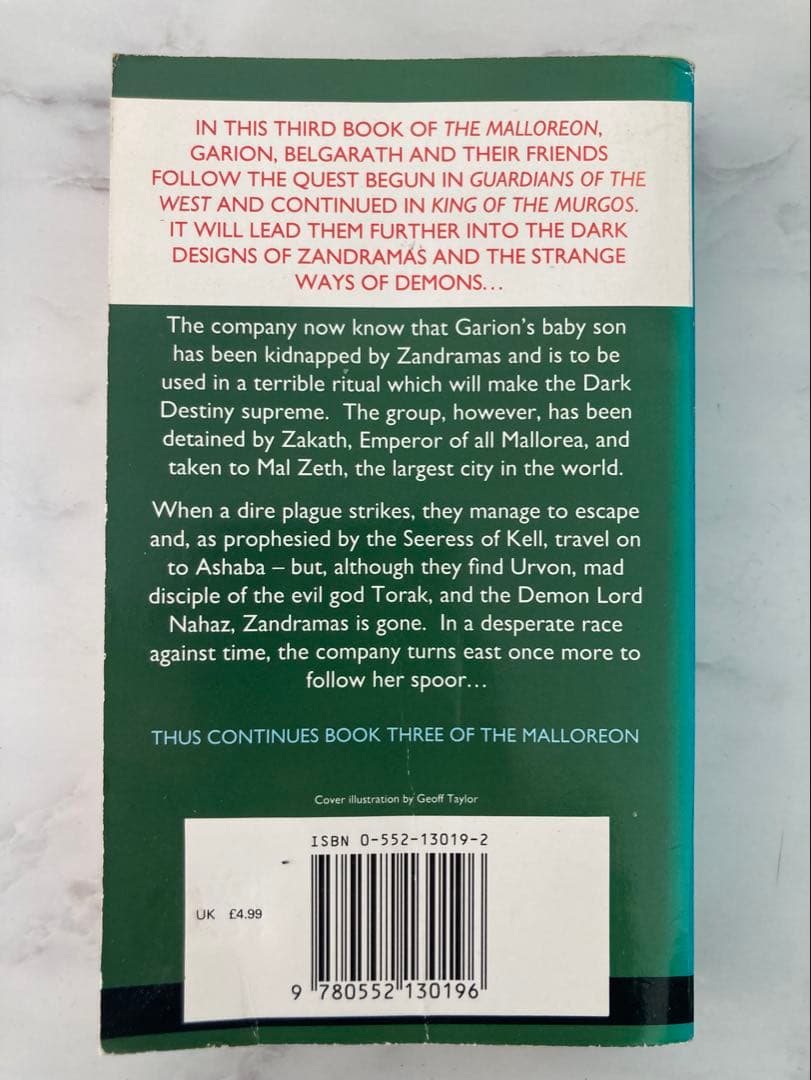 IN THIS THIRD BOOK OF THE MALLOREON,
GARION, BELGARATH AND THEIR FRIENDS
FOLLOW THE QUEST BEGUN IN GUARDIANS OF THE
WEST AND CONTINUED IN KING OF THE MURGOS.
IT WILL LEAD THEM FURTHER INTO THE DARK
DESIGNS OF ZANDRAMAS AND THE STRANGE
WAYS OF DEMONS...
The company now know that Garion's baby son
has been kidnapped by Zandramas and is to be
used in a terrible ritual which will make the Dark
Destiny supreme. The group, however, has been
detained by Zakath, Emperor of all Mallorea, and
taken to Mal Zeth, the largest city in the world.
When a dire plague strikes, they manage to escape
and, as prophesied by the Seeress of Kell, travel on
to Ashaba – but, although they find Urvon, mad
disciple of the evil god Torak, and the Demon Lord
Nahaz, Zandramas is gone. In a desperate race
against time, the company turns east once more to
follow her spoor...
THUS CONTINUES BOOK THREE OF THE MALLOREON
Cover illustration by Geoff Taylor
ISBN 0-552-13019-2
UK £4.99
9 780552 130196